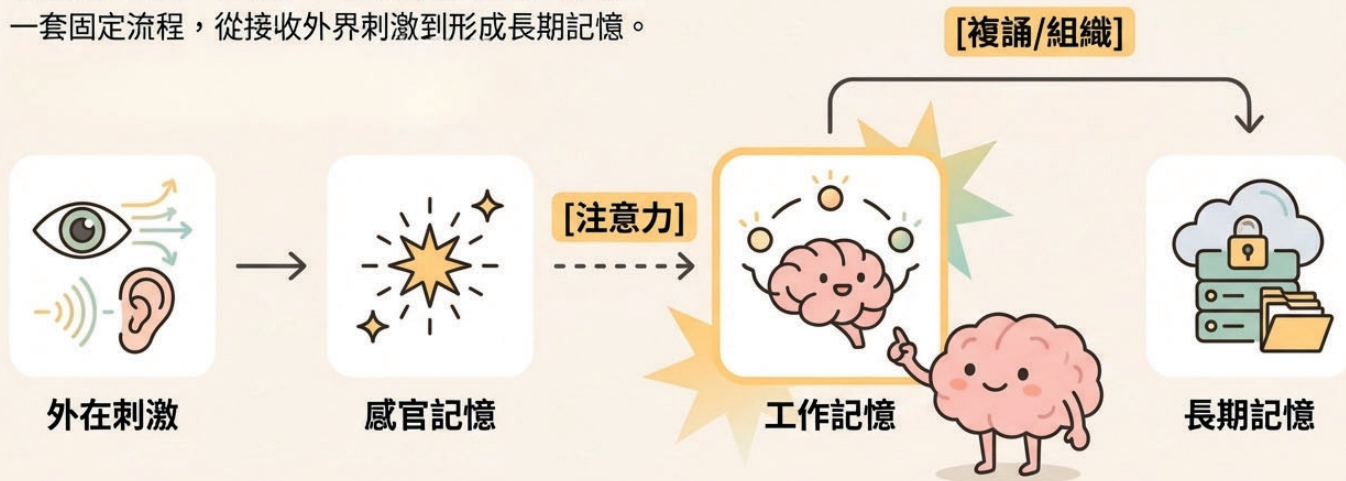 一套固定流程，從接收外界刺激到形成長期記憶。
[複誦/組織]
[注意力]
外在刺激
感官記憶
工作記憶
長期記憶